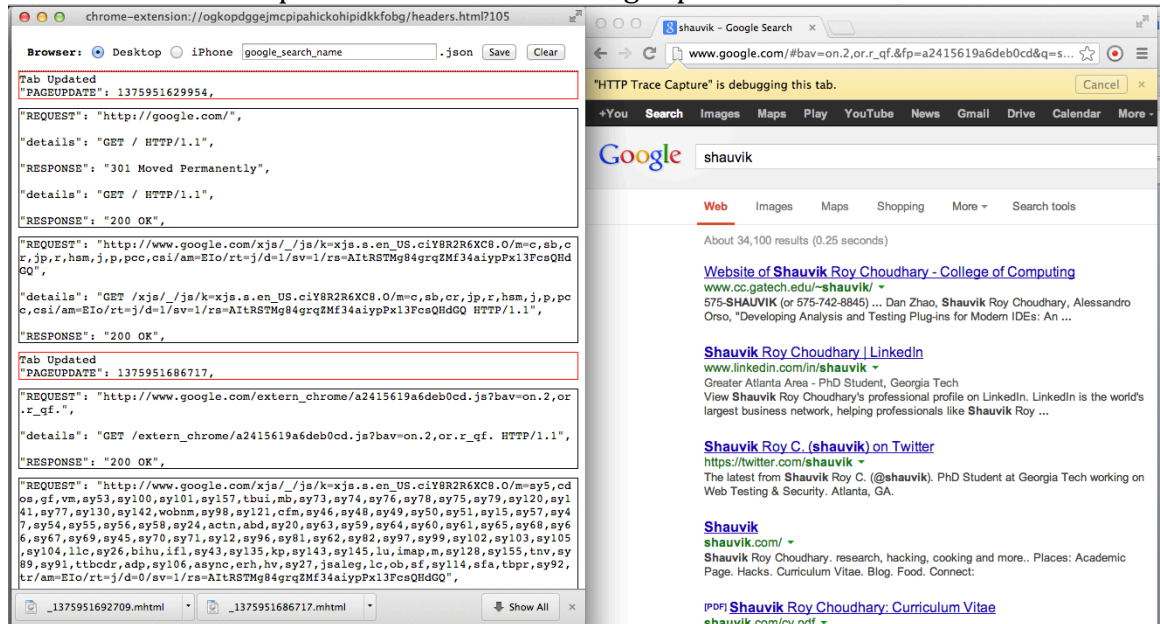 chrome-extension://ogkopdggejmcpipahickohipidkkfobg/headers.html?105
Browser: Desktop iPhone google_search_name .json Save Clear
Tab Updated
"PAGEUPDATE": 1375951629954,
"REQUEST": "http://google.com/",
"details": "GET / HTTP/1.1",
"RESPONSE": "301 Moved Permanently",
"details": "GET / HTTP/1.1",
"RESPONSE": "200 OK",
"REQUEST": "http://www.google.com/xjs/_/js/k=xjs.s.en_US.ciY8R2R6XC8.O/m=c,sb,c
r,jp,r,hsm,j,p,pcc,csi/am=EIo/rt=j/d=1/sv=1/rs=AItRSTMg84grqZMf34aiypPx13FcsQHd
GQ",
"details": "GET /xjs/_/js/k=xjs.s.en_US.ciY8R2R6XC8.O/m=c,sb,cr,jp,r,hsm,j,p,pc
c,csi/am=EIo/rt=j/d=1/sv=1/rs=AItRSTMg84grqZMf34aiypPx13FcsQHdGQ HTTP/1.1",
"RESPONSE": "200 OK",
Tab Updated
"PAGEUPDATE": 1375951686717,
"REQUEST": "http://www.google.com/extern_chrome/a2415619a6deb0cd.js?bav=on.2,or
.r_qf.",
"details": "GET /extern_chrome/a2415619a6deb0cd.js?bav=on.2,or.r_qf. HTTP/1.1",
"RESPONSE": "200 OK",
"REQUEST": "http://www.google.com/xjs/_/js/k=xjs.s.en_US.ciY8R2R6XC8.O/m=sy5,cd
os,gf,vm,sy53,sy100,sy101,sy157,tbui,mb,sy73,sy74,sy76,sy78,sy75,sy79,sy120,sy1
41,sy77,sy130,sy142,wobnm,sy98,sy121,cfm,sy46,sy48,sy49,sy50,sy51,sy15,sy57,sy4
7,sy54,sy55,sy56,sy58,sy24,actn,abd,sy20,sy63,sy59,sy64,sy60,sy61,sy65,sy68,sy6
6,sy67,sy69,sy45,sy70,sy71,sy12,sy96,sy81,sy62,sy82,sy97,sy99,sy102,sy103,sy105
,sy104,llc,sy26,bihu,ifl,sy43,sy135,kp,sy143,sy145,lu,imap,m,sy128,sy155,tnv,sy
89,sy91,ttbcdr,adp,sy106,async,erh,hv,sy27,jsaleg,lc,ob,sf,sy114,sfa,tbpr,sy92,
tr/am=EIo/rt=j/d=0/sv=1/rs=AItRSTMg84grqZMf34aiypPx13FcsQHdGQ",
_1375951692709.mhtml _1375951686717.mhtml Show All
shauvik - Google Search
www.google.com/#bav=on.2,or.r_qf.&fp=a2415619a6deb0cd&q=s...
"HTTP Trace Capture" is debugging this tab. Cancel
+You Search Images Maps Play YouTube News Gmail Drive Calendar More
Google shauvik
Web Images Maps Shopping More Search tools
About 34,100 results (0.25 seconds)
Website of Shauvik Roy Choudhary - College of Computing
www.cc.gatech.edu/~shauvik/
575-SHAUVIK (or 575-742-8845) ... Dan Zhao, Shauvik Roy Choudhary, Alessandro
Orso, "Developing Analysis and Testing Plug-ins for Modern IDEs: An ...
Shauvik Roy Choudhary | LinkedIn
www.linkedin.com/in/shauvik
Greater Atlanta Area - PhD Student, Georgia Tech
View Shauvik Roy Choudhary's professional profile on LinkedIn. LinkedIn is the world's
largest business network, helping professionals like Shauvik Roy ...
Shauvik Roy C. (shauvik) on Twitter
https://twitter.com/shauvik
The latest from Shauvik Roy C. (@shauvik). PhD Student at Georgia Tech working on
Web Testing & Security. Atlanta, GA.
Shauvik
shauvik.com/
Shauvik Roy Choudhary. research, hacking, cooking and more.. Places: Academic
Page. Hacks. Curriculum Vitae. Blog. Food. Connect:
[PDF] Shauvik Roy Choudhary: Curriculum Vitae
shauvik.com/cv.pdf